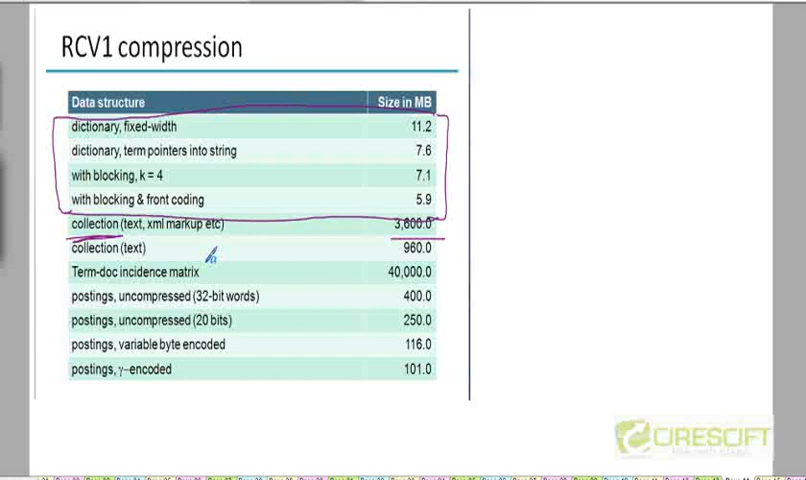 RCV1 compression
Data structure Size in MB
dictionary, fixed-width 11.2
dictionary, term pointers into string 7.6
with blocking, k = 4 7.1
with blocking & front coding 5.9
collection (text, xml markup etc) 3,600.0
collection (text) 960.0
Term-doc incidence matrix 40,000.0
postings, uncompressed (32-bit words) 400.0
postings, uncompressed (20 bits) 250.0
postings, variable byte encoded 116.0
postings, γ–encoded 101.0